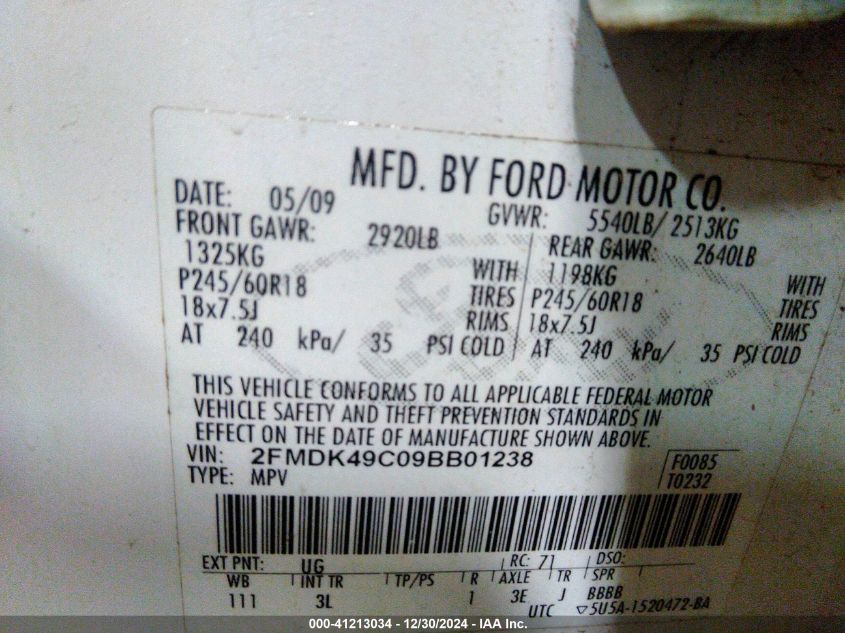 MFD. BY FORD MOTOR CO.
DATE: 05/09 GVWR: 5540LB/ 2513KG
FRONT GAWR: 2920LB REAR GAWR: 2640LB
1325KG WITH 1198KG WITH
P245/60R18 TIRES P245/60R18 TIRES
18x7.5J RIMS 18x7.5J RIMS
AT 240 kPa/ 35 PSI COLD AT 240 kPa/ 35 PSI COLD
THIS VEHICLE CONFORMS TO ALL APPLICABLE FEDERAL MOTOR
VEHICLE SAFETY AND THEFT PREVENTION STANDARDS IN
EFFECT ON THE DATE OF MANUFACTURE SHOWN ABOVE.
VIN: 2FMDK49C09BB01238 F0085
TYPE: MPV T0232
EXT PNT: UG RC: 71 DSO:
WB INT TR TP/PS R AXLE TR SPR
111 3L 1 3E J BBBB
UTC ▽5U5A-1520472-BA
000-41213034 - 12/30/2024 - IAA Inc.